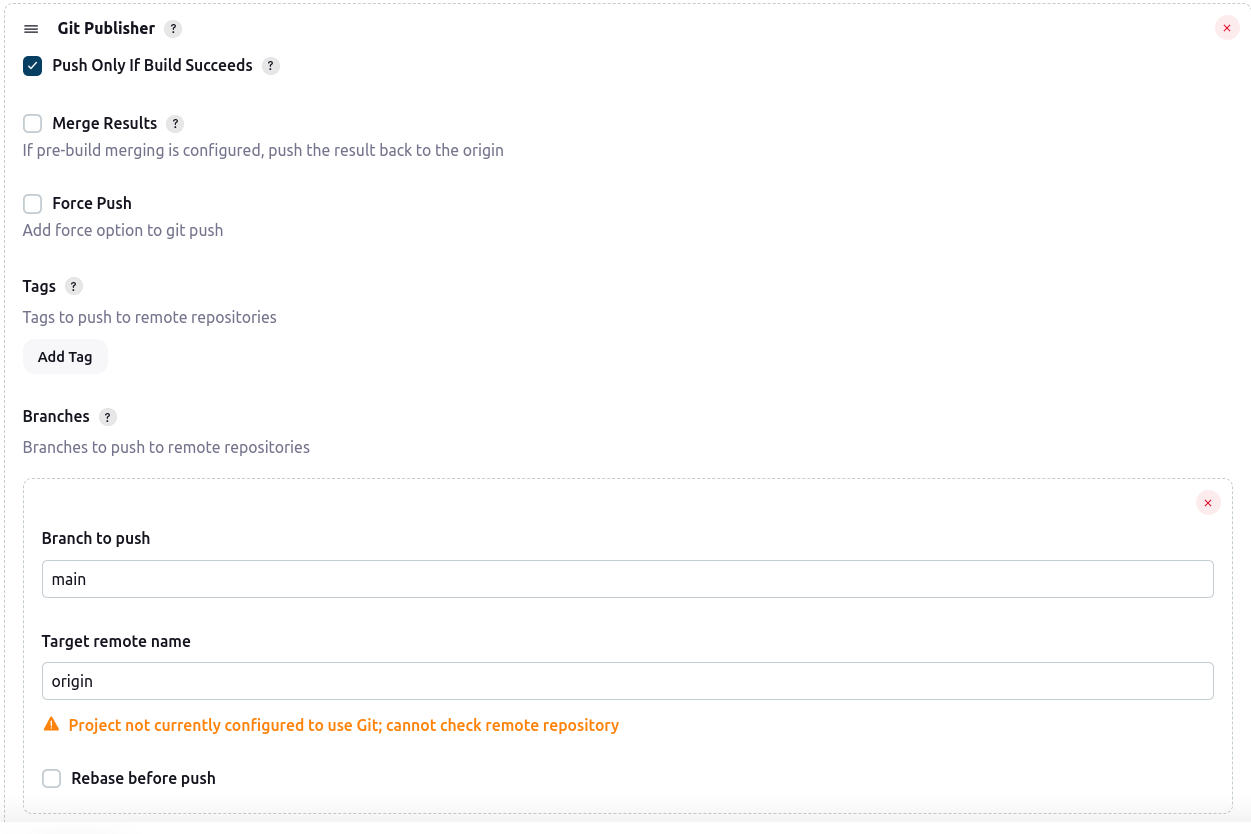 Git Publisher ?
Push Only If Build Succeeds ?
Merge Results ?
If pre-build merging is configured, push the result back to the origin
Force Push
Add force option to git push
Tags ?
Tags to push to remote repositories
Add Tag
Branches ?
Branches to push to remote repositories
Branch to push
main
Target remote name
origin
Project not currently configured to use Git; cannot check remote repository
Rebase before push